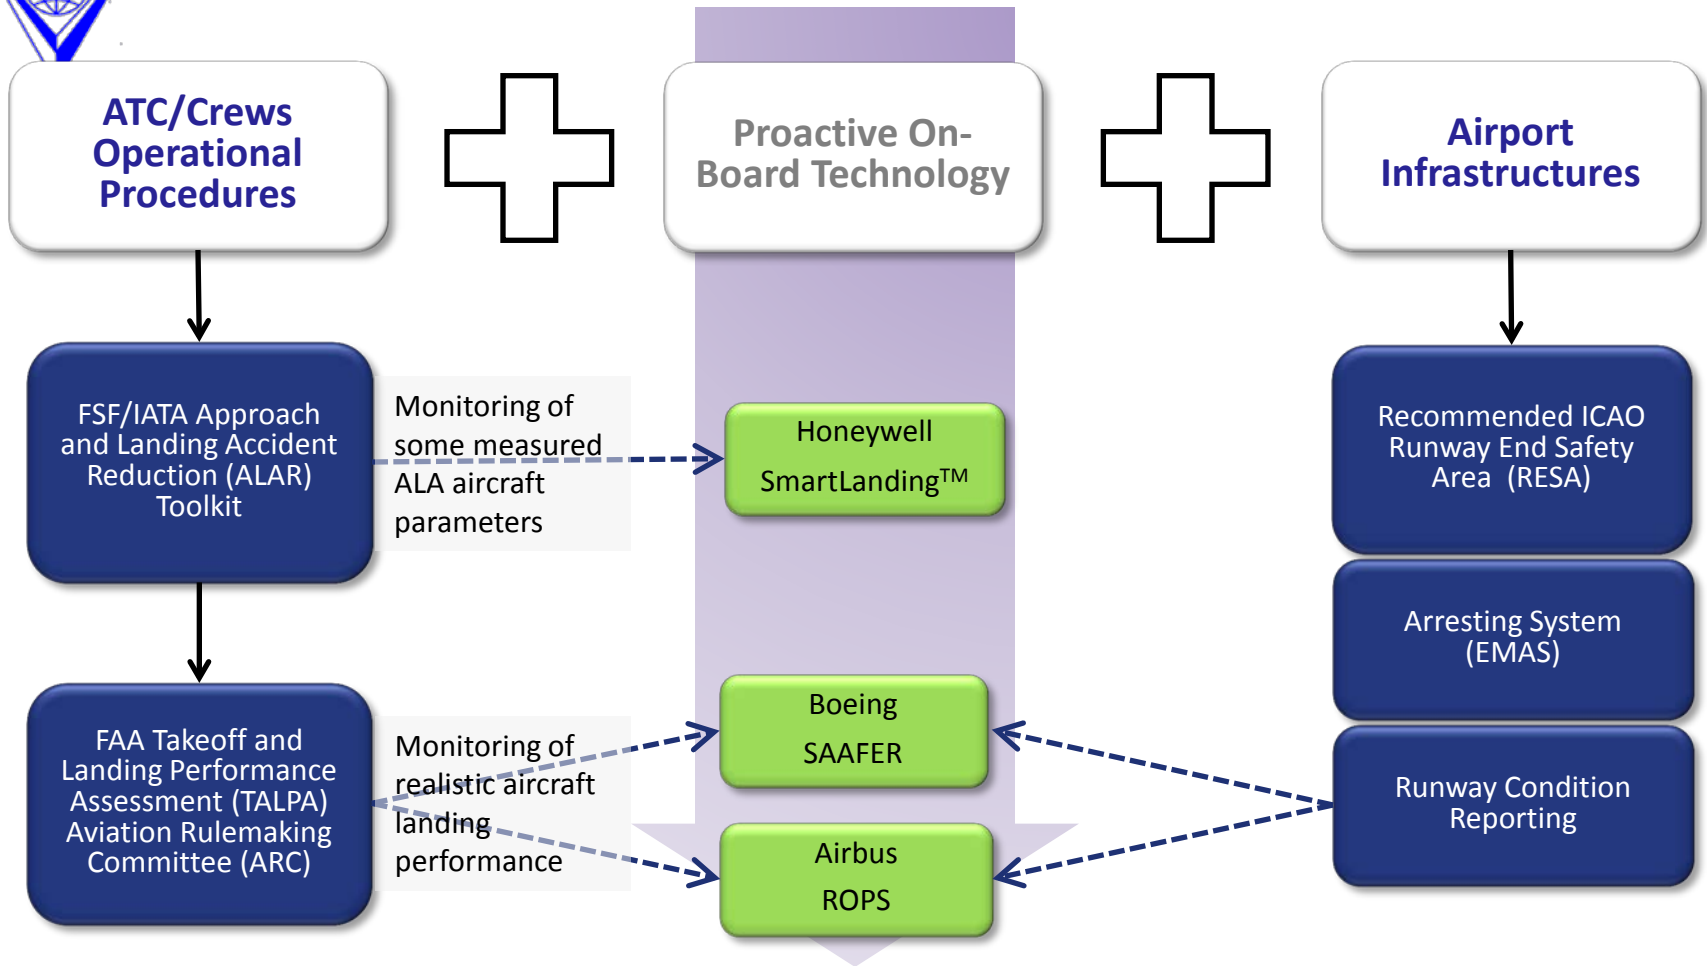 ATC/Crews
Operational
Procedures
Proactive On-
Board Technology
Airport
Infrastructures
FSF/IATA Approach
and Landing Accident
Reduction (ALAR)
Toolkit
Monitoring of
some measured
ALA aircraft
parameters
Honeywell
SmartLanding™
Recommended ICAO
Runway End Safety
Area (RESA)
Arresting System
(EMAS)
FAA Takeoff and
Landing Performance
Assessment (TALPA)
Aviation Rulemaking
Committee (ARC)
Monitoring of
realistic aircraft
landing
performance
Boeing
SAAFER
Airbus
ROPS
Runway Condition
Reporting